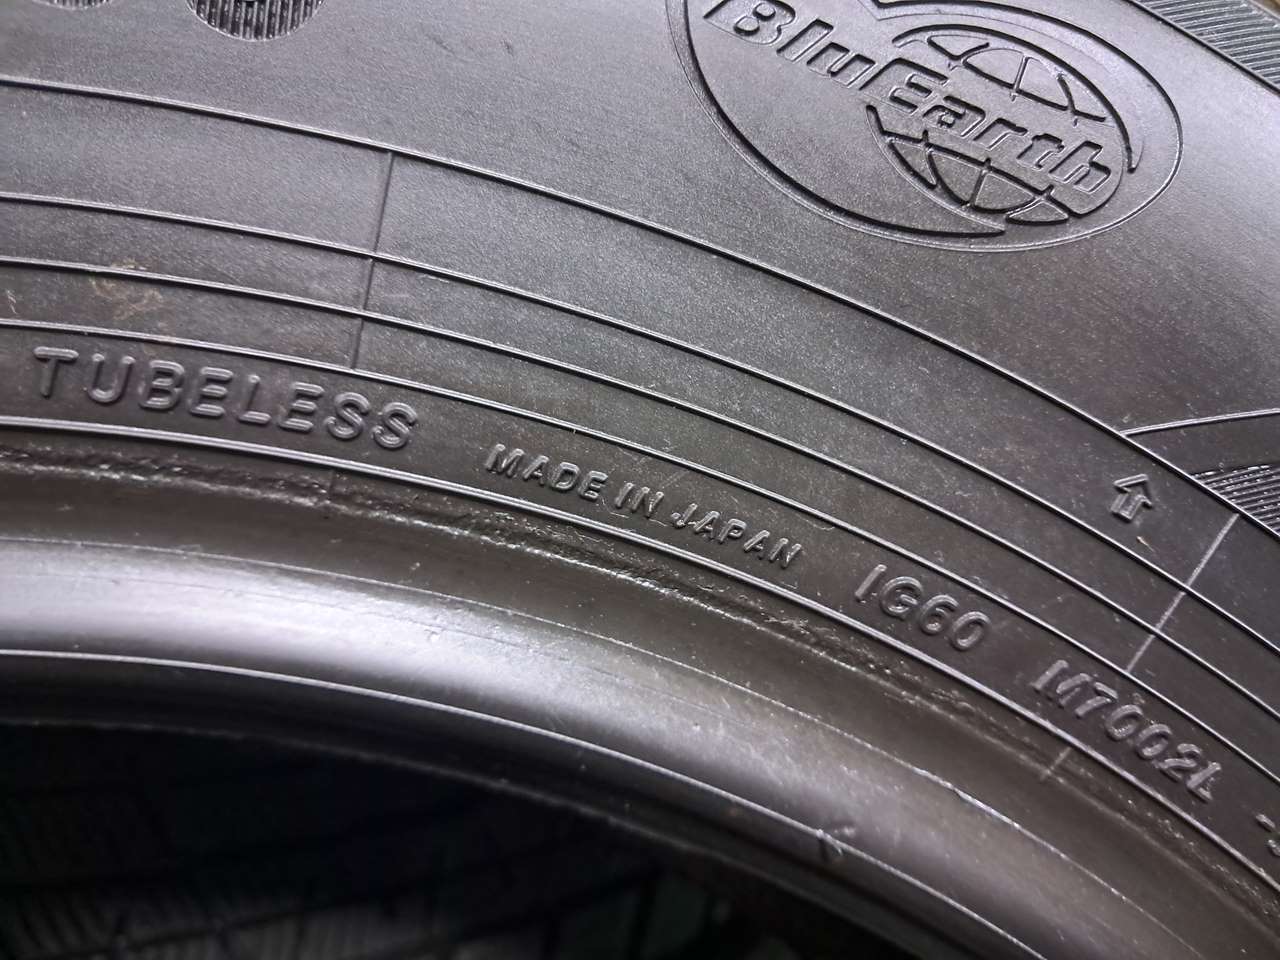 BluEarth
TUBELESS
MADE IN JAPAN
IG60
M7002L